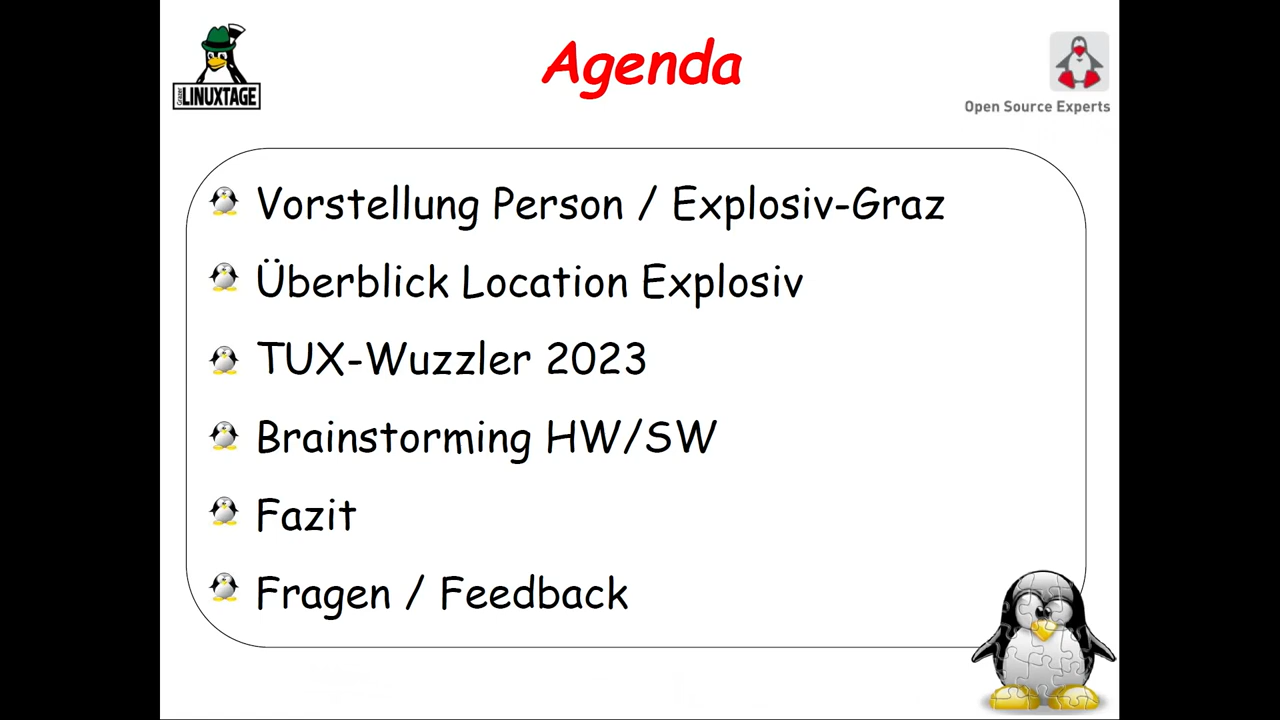 Agenda
Grazer
LINUXTAGE
Open Source Experts
Vorstellung Person / Explosiv-Graz
Überblick Location Explosiv
TUX-Wuzzler 2023
Brainstorming HW/SW
Fazit
Fragen / Feedback